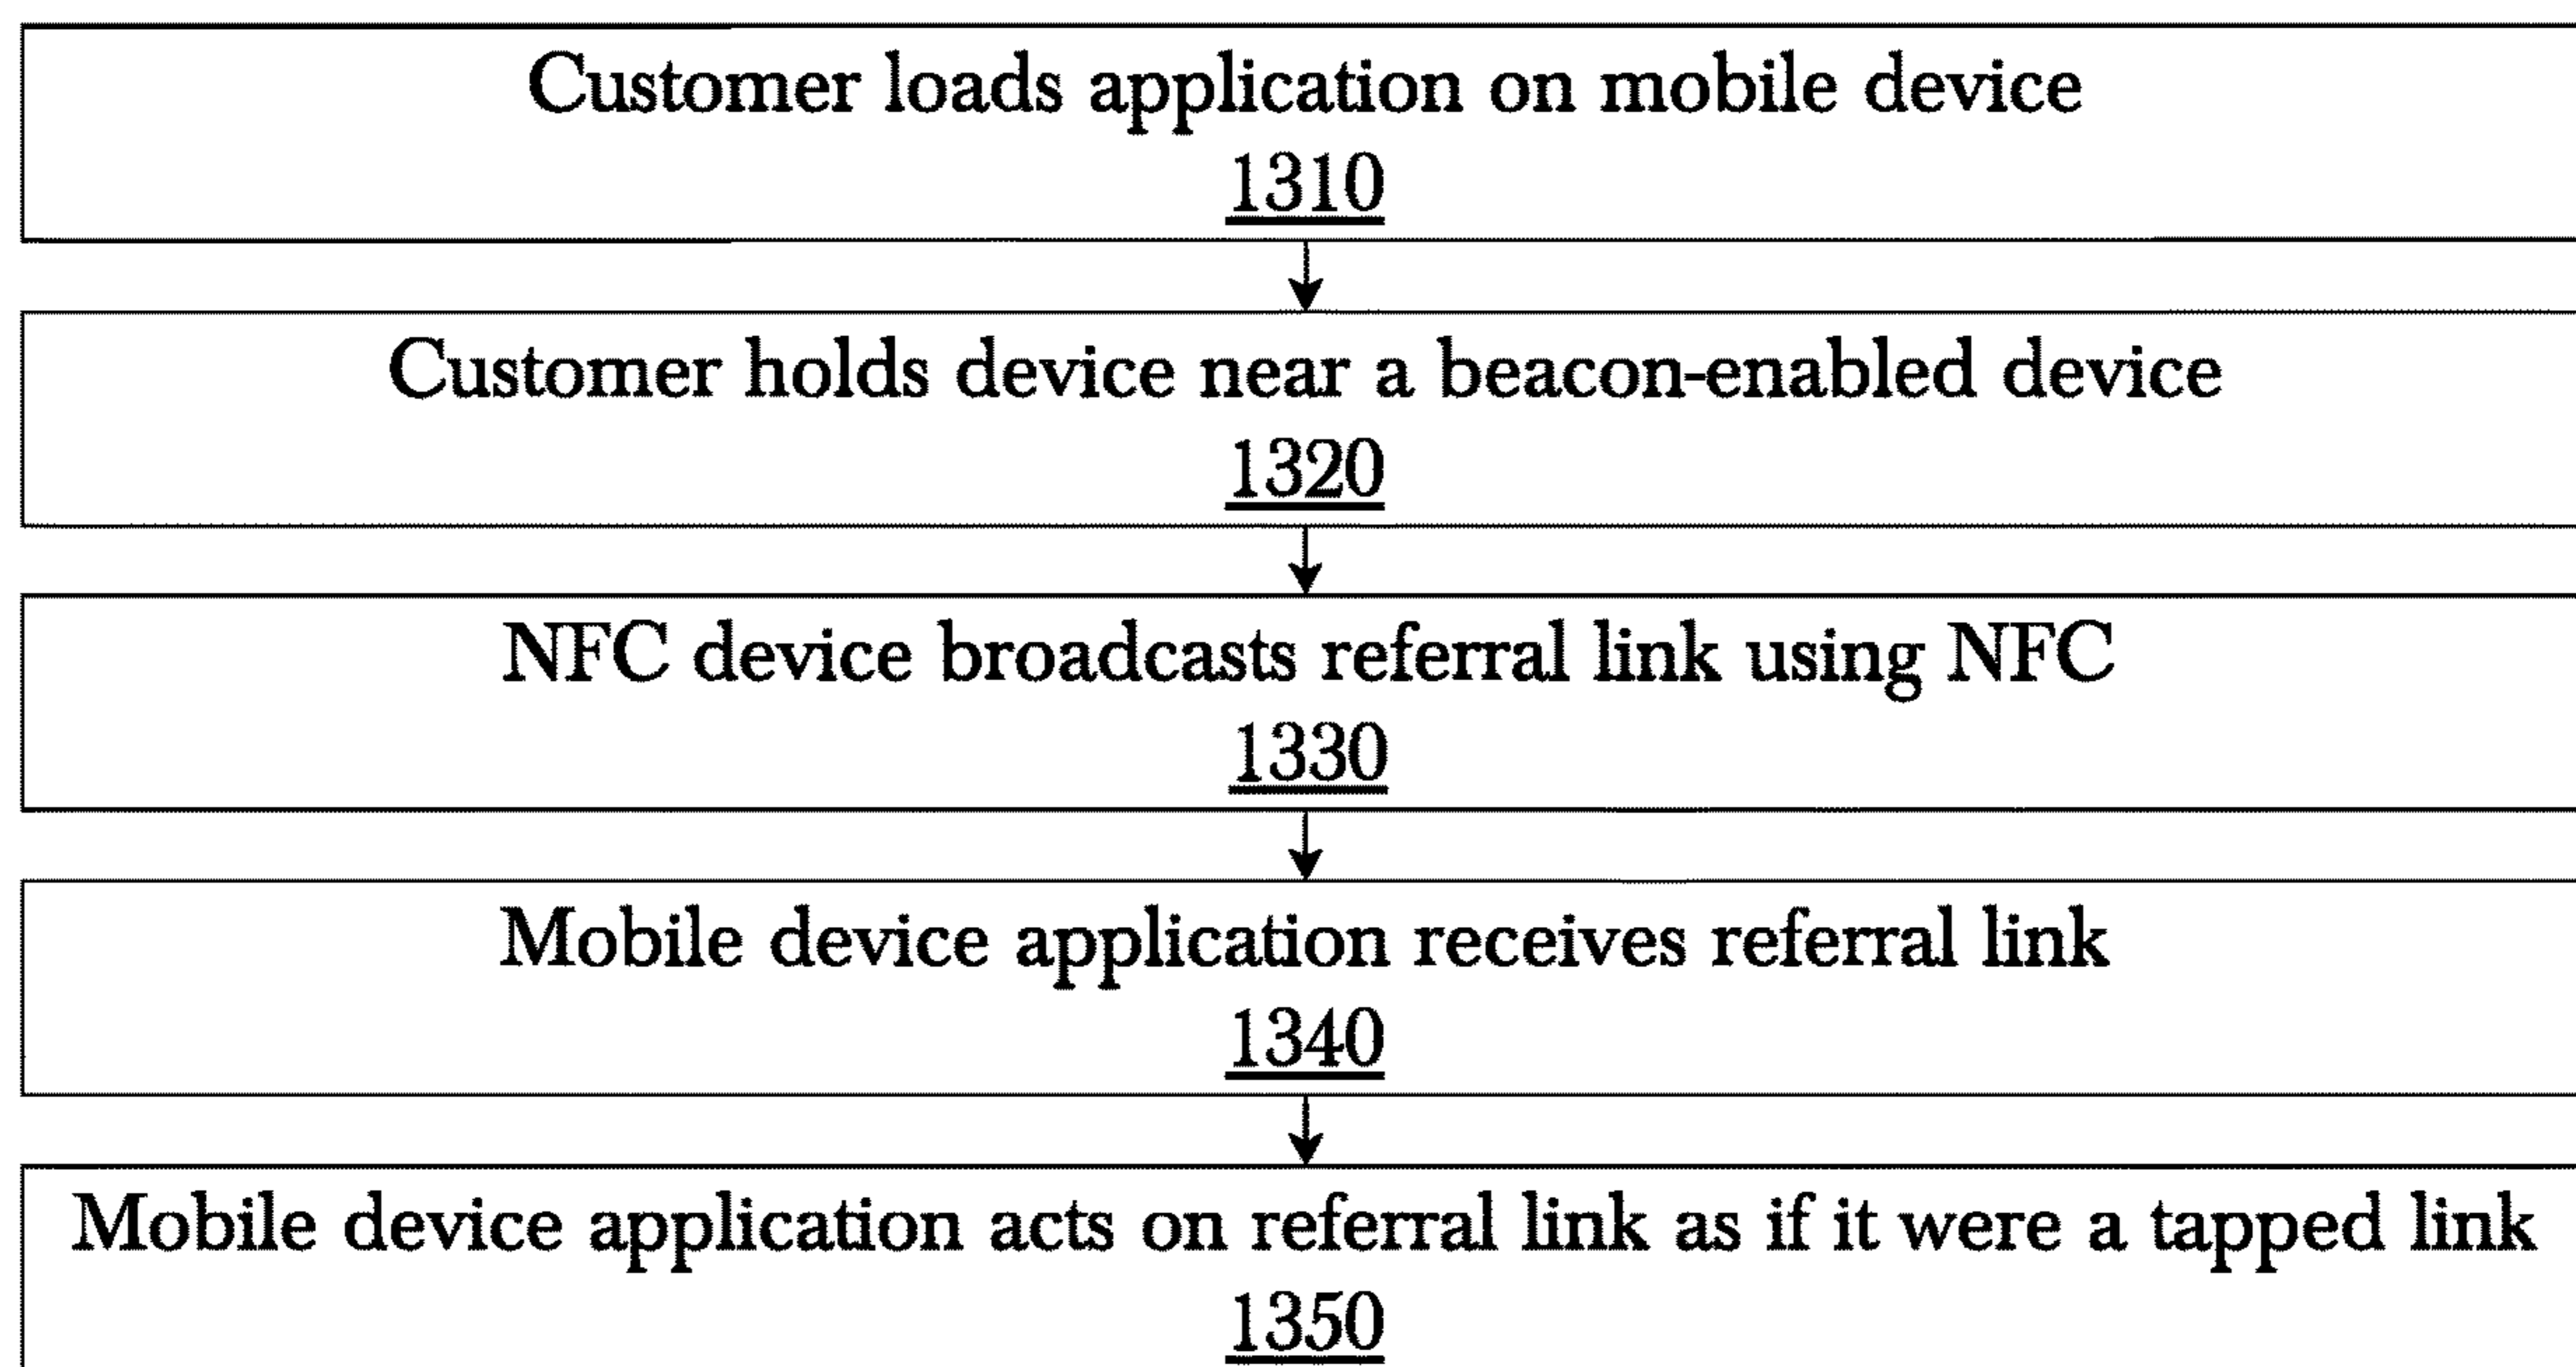 Customer loads application on mobile device
1310
Customer holds device near a beacon-enabled device
1320
NFC device broadcasts referral link using NFC
1330
Mobile device application receives referral link
1340
Mobile device application acts on referral link as if it were a tapped link
1350